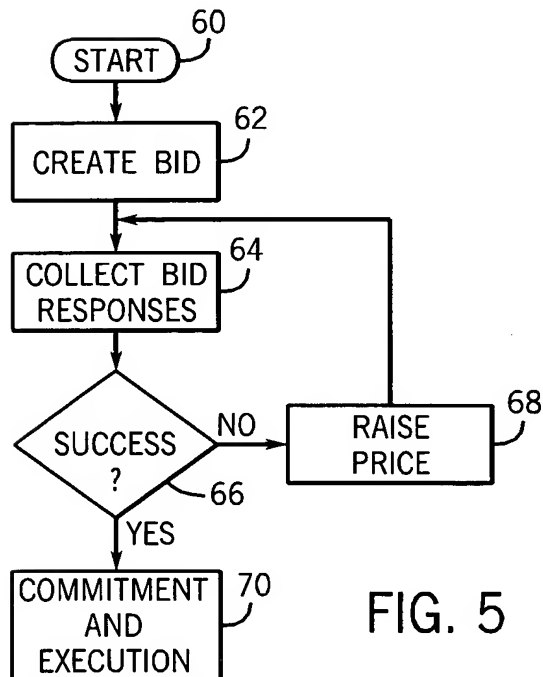 60
START
62
CREATE BID
64
COLLECT BID
RESPONSES
SUCCESS
?
66
NO
68
RAISE
PRICE
YES
70
COMMITMENT
AND
EXECUTION
FIG. 5